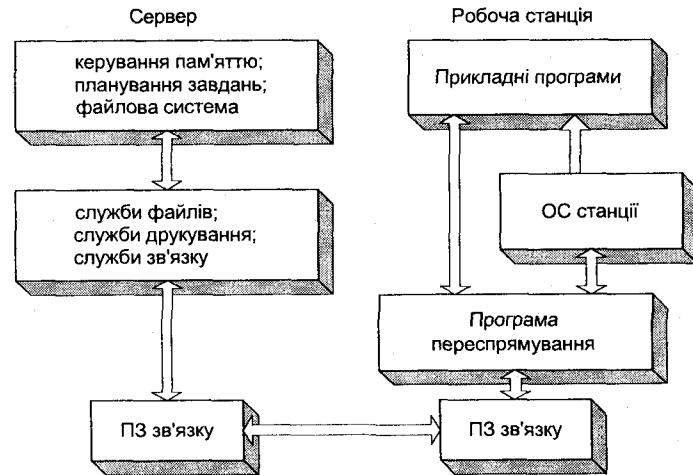 Сервер
керування пам'яттю;
планування завдань;
файлова система
служби файлів;
служби друкування;
служби зв'язку
ПЗ зв'язку
Робоча станція
Прикладні програми
ОС станції
Програма
переспрямування
ПЗ зв'язку